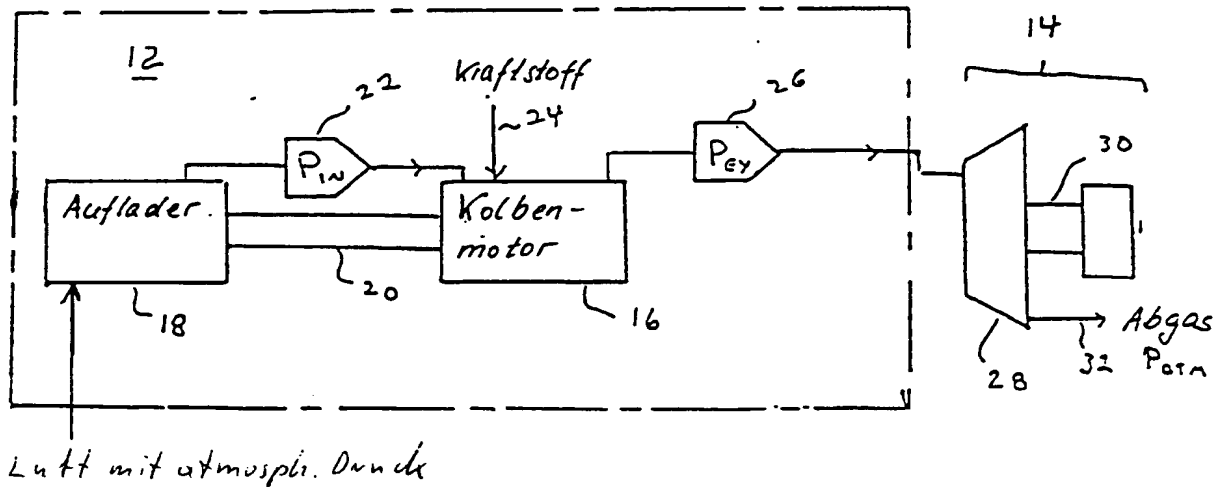 14
12
Kraftstoff
22
26
24
30
P_IN
P_EY
Auflader.
Kolben-
motor
20
18
16
Abgas
28
32
P_atm
Luft mit atmosph. Druck